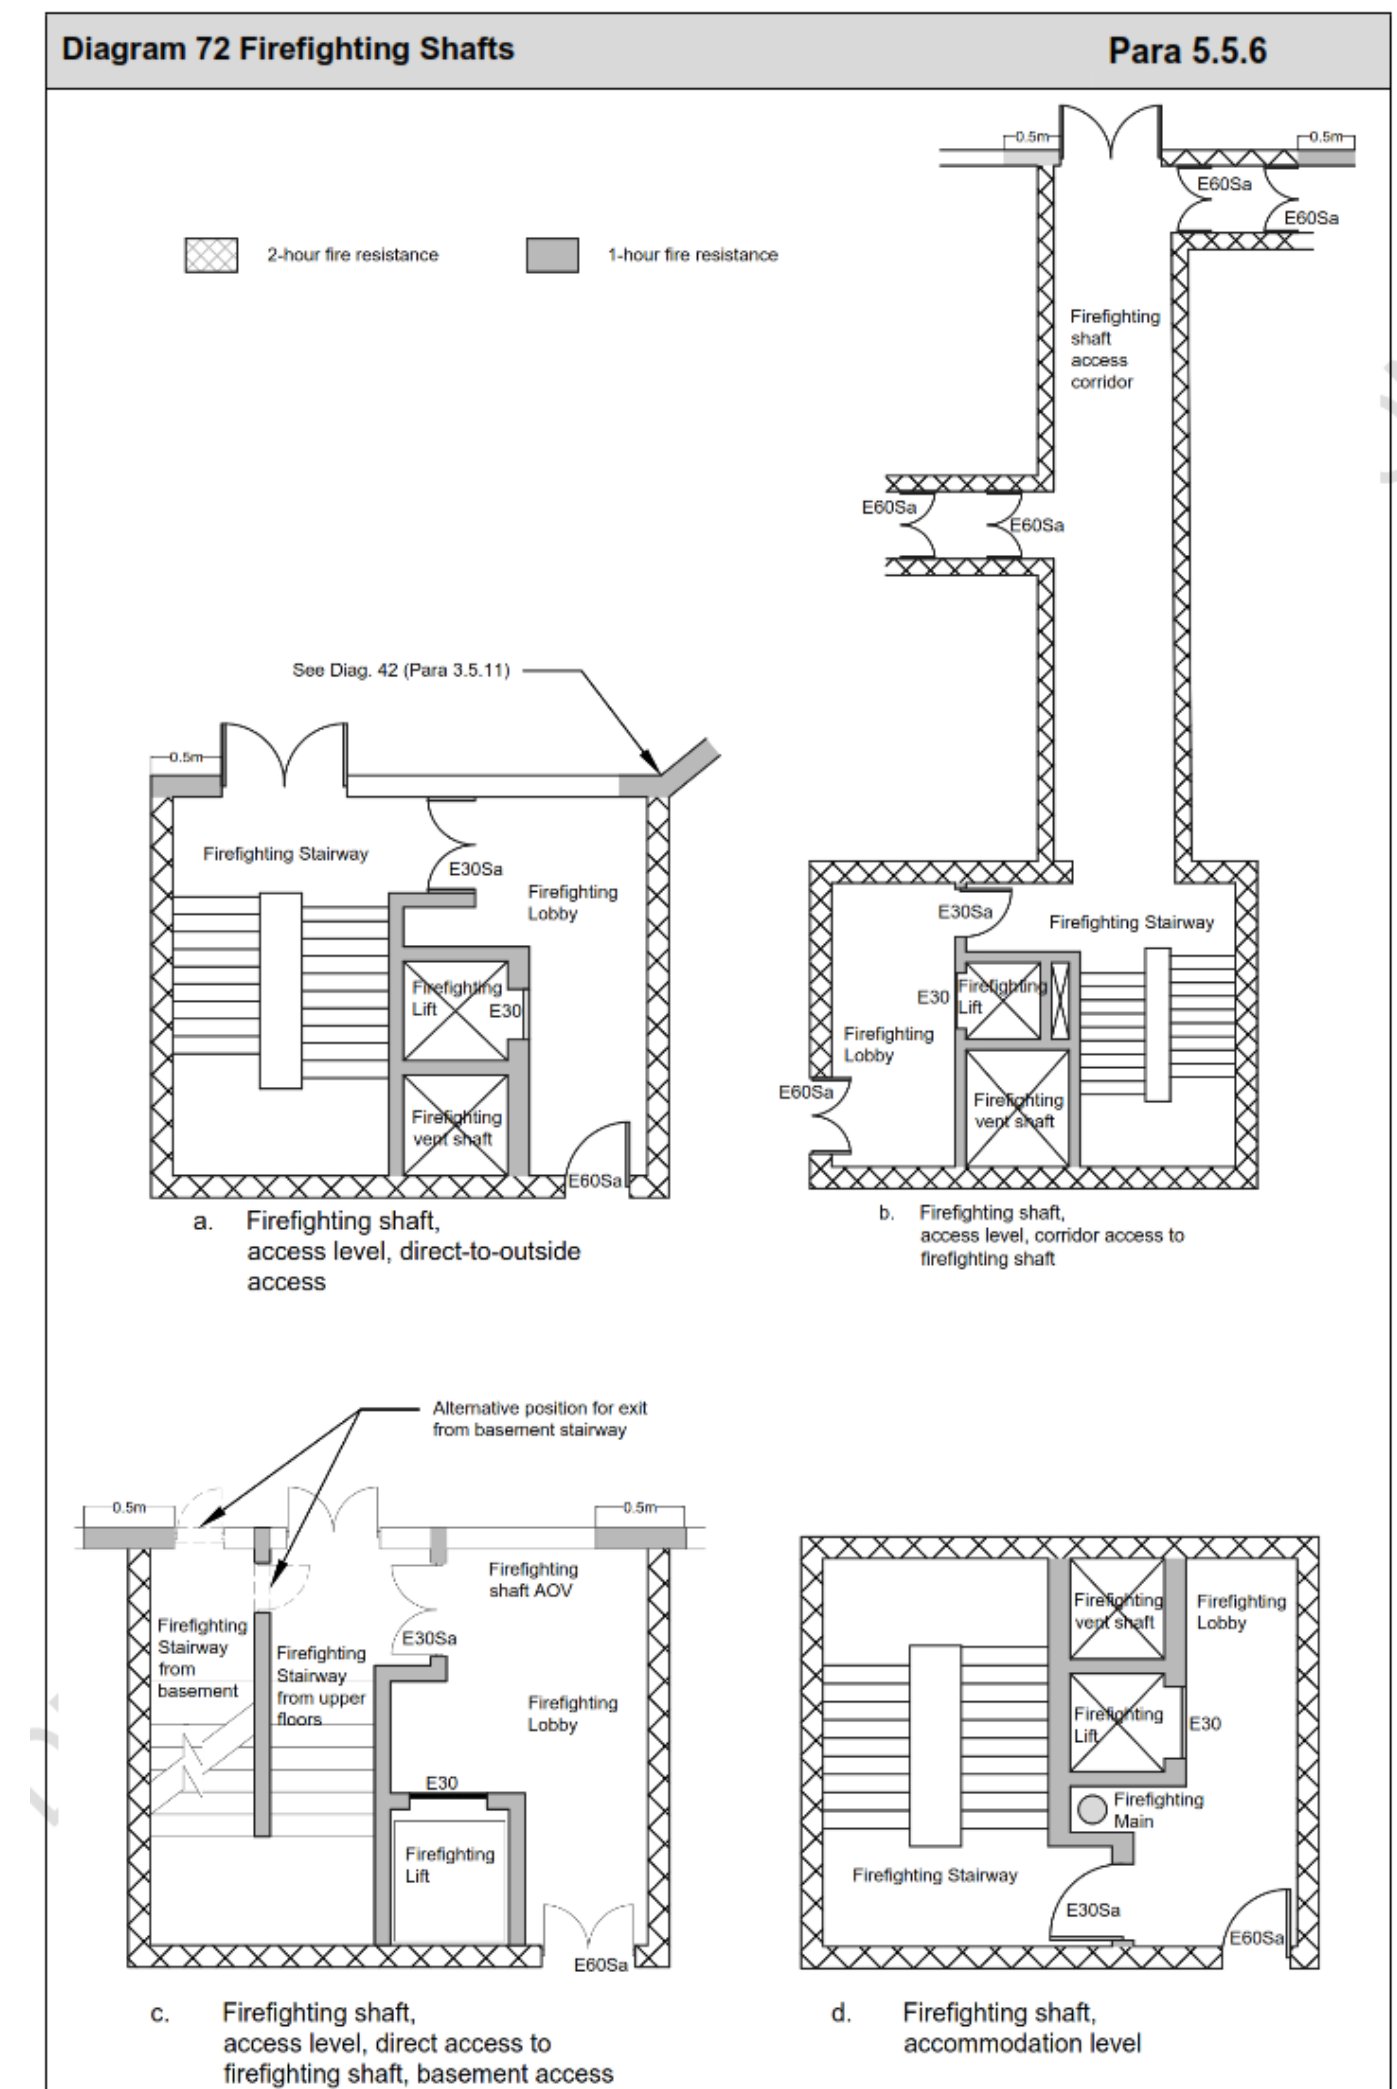 Diagram 72 Firefighting Shafts
Para 5.5.6
2-hour fire resistance
1-hour fire resistance
0.5m
0.5m
E60Sa
E60Sa
Firefighting
shaft
access
corridor
E60Sa
E60Sa
E30Sa
Firefighting Stairway
E30
Firefighting
Lift
Firefighting
Lobby
E60Sa
Firefighting
vent shaft
b. Firefighting shaft,
access level, corridor access to
firefighting shaft
See Diag. 42 (Para 3.5.11)
0.5m
Firefighting Stairway
E30Sa
Firefighting
Lobby
Firefighting
Lift
E30
Firefighting
vent shaft
E60Sa
a. Firefighting shaft,
access level, direct-to-outside
access
Alternative position for exit
from basement stairway
0.5m
0.5m
Firefighting
shaft AOV
Firefighting
Stairway
from
basement
E30Sa
Firefighting
Stairway
from upper
floors
Firefighting
Lobby
E30
Firefighting
Lift
E60Sa
c. Firefighting shaft,
access level, direct access to
firefighting shaft, basement access
Firefighting
vent shaft
Firefighting
Lobby
Firefighting
Lift
E30
Firefighting
Main
Firefighting Stairway
E30Sa
E60Sa
d. Firefighting shaft,
accommodation level